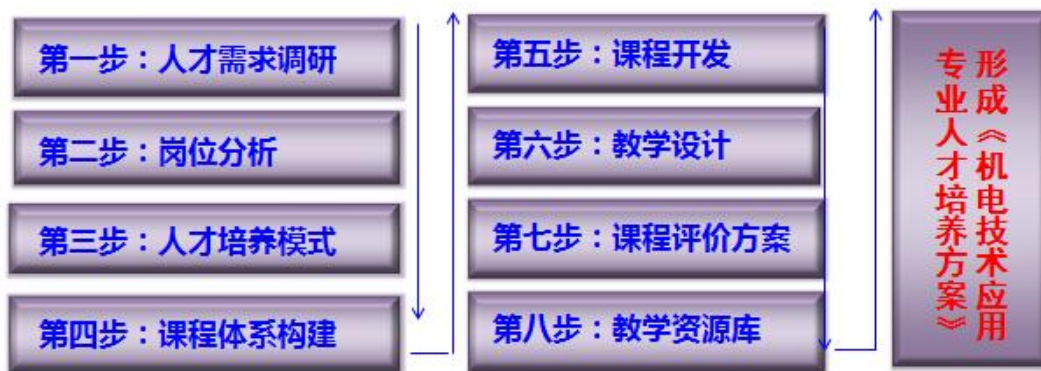 第一步：人才需求调研
第二步：岗位分析
第三步：人才培养模式
第四步：课程体系构建
第五步：课程开发
第六步：教学设计
第七步：课程评价方案
第八步：教学资源库
形成《机电技术应用
专业人才培养方案》